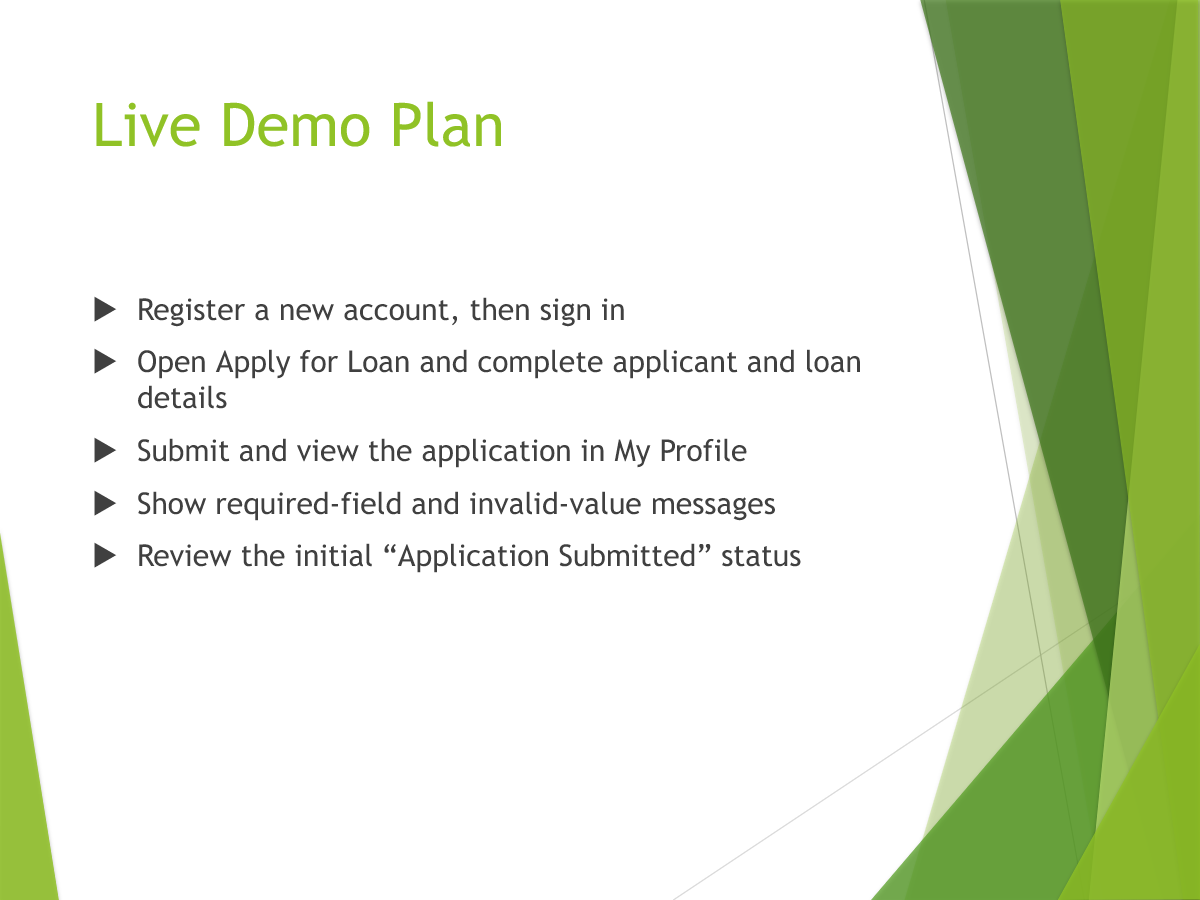 Live Demo Plan
Register a new account, then sign in
Open Apply for Loan and complete applicant and loan
details
Submit and view the application in My Profile
Show required-field and invalid-value messages
Review the initial “Application Submitted” status